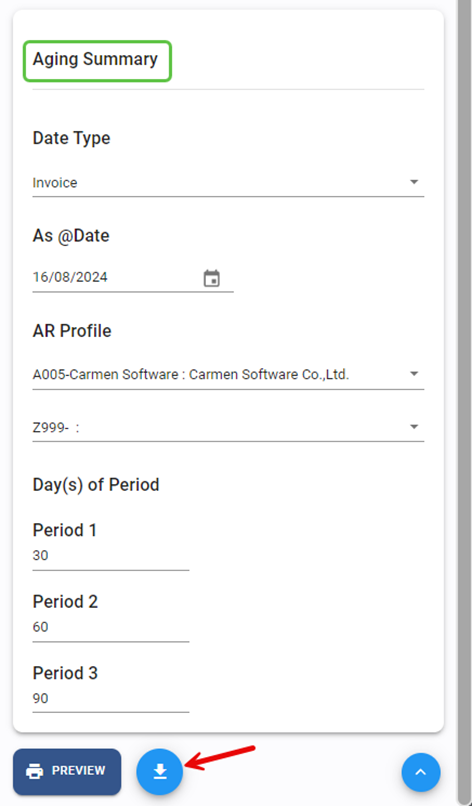 Aging Summary
Date Type
Invoice
As @Date
16/08/2024
AR Profile
A005-Carmen Software : Carmen Software Co.,Ltd.
Z999- :
Day(s) of Period
Period 1
30
Period 2
60
Period 3
90
PREVIEW